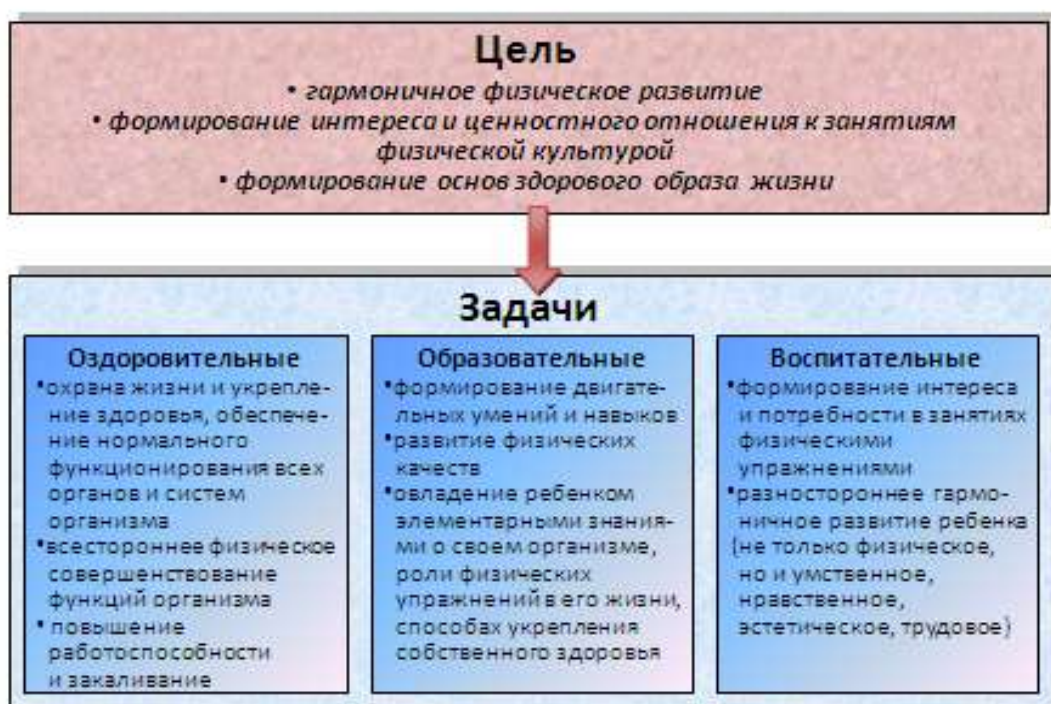 Цель
• гармоничное физическое развитие
• формирование интереса и ценностного отношения к занятиям
физической культурой
• формирование основ здорового образа жизни
Задачи
Оздоровительные
•охрана жизни и укрепле-
ние здоровья, обеспече-
ние нормального
функционирования всех
органов и систем
организма
•всестороннее физическое
совершенствование
функций организма
• повышение
работоспособности
и закаливание
Образовательные
•формирование двигате-
льных умений и навыков
•развитие физических
качеств
•овладение ребенком
элементарными знания-
ми о своем организме,
роли физических
упражнений в его жизни,
способах укрепления
собственного здоровья
Воспитательные
•формирование интереса
и потребности в занятиях
физическими
упражнениями
•разностороннее гармо-
ничное развитие ребенка
(не только физическое,
но и умственное,
нравственное,
эстетическое, трудовое)